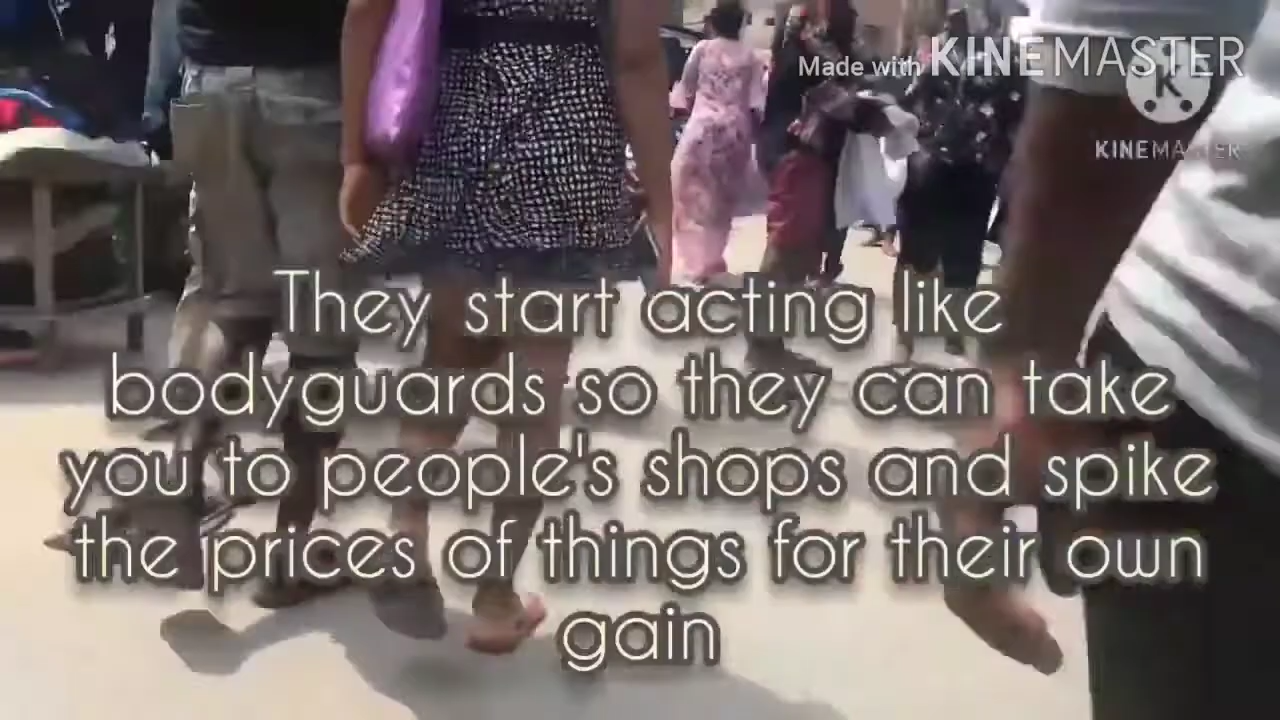 Made with KINEMASTER
K
KINEMASTER
They start acting like
bodyguards so they can take
you to people's shops and spike
the prices of things for their own
gain